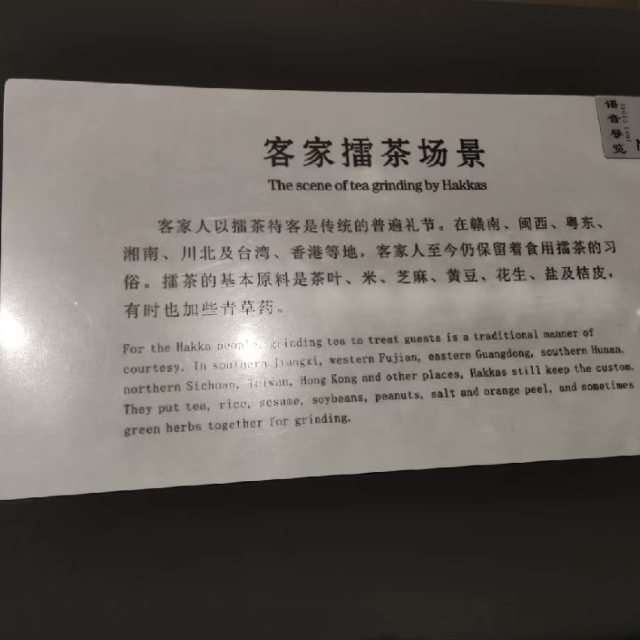 客家擂茶场景
The scene of tea grinding by Hakkas
语音导览
客家人以擂茶待客是传统的普遍礼节。在赣南、闽西、粤东、
湘南、川北及台湾、香港等地，客家人至今仍保留着食用擂茶的习
俗。擂茶的基本原料是茶叶、米、芝麻、黄豆、花生、盐及桔皮，
有时也加些青草药。
For the Hakka people, grinding tea to treat guests is a traditional manner of
courtesy. In southern Jiangxi, western Fujian, eastern Guangdong, southern Hunan,
northern Sichuan, Taiwan, Hong Kong and other places, Hakkas still keep the custom.
They put tea, rice, sesame, soybeans, peanuts, salt and orange peel, and sometimes
green herbs together for grinding.